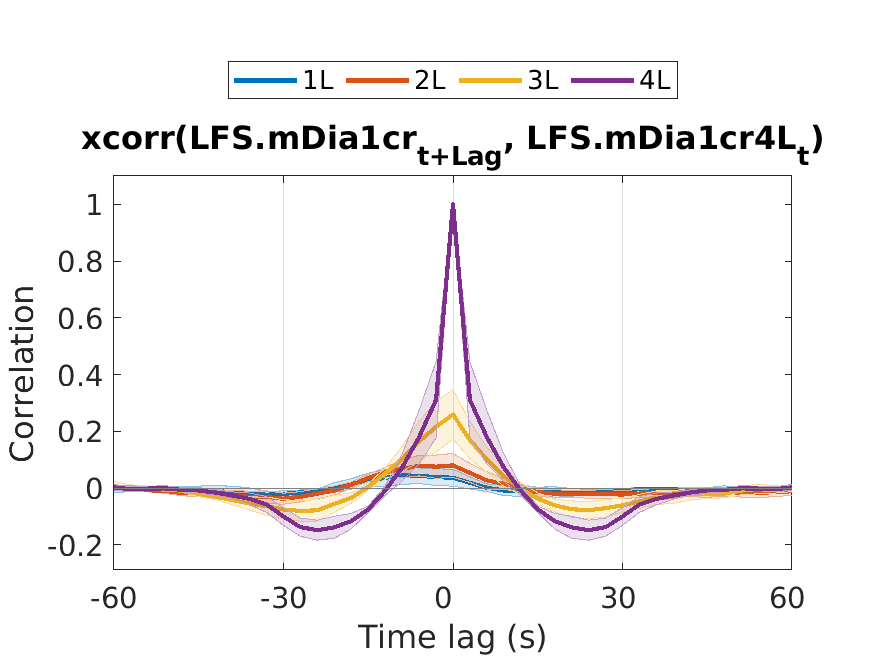 1L 2L 3L 4L
xcorr(LFS.mDia1cr_{t+Lag}, LFS.mDia1cr4L_t)
1
0.8
0.6
0.4
0.2
0
-0.2
Correlation
-60 -30 0 30 60
Time lag (s)